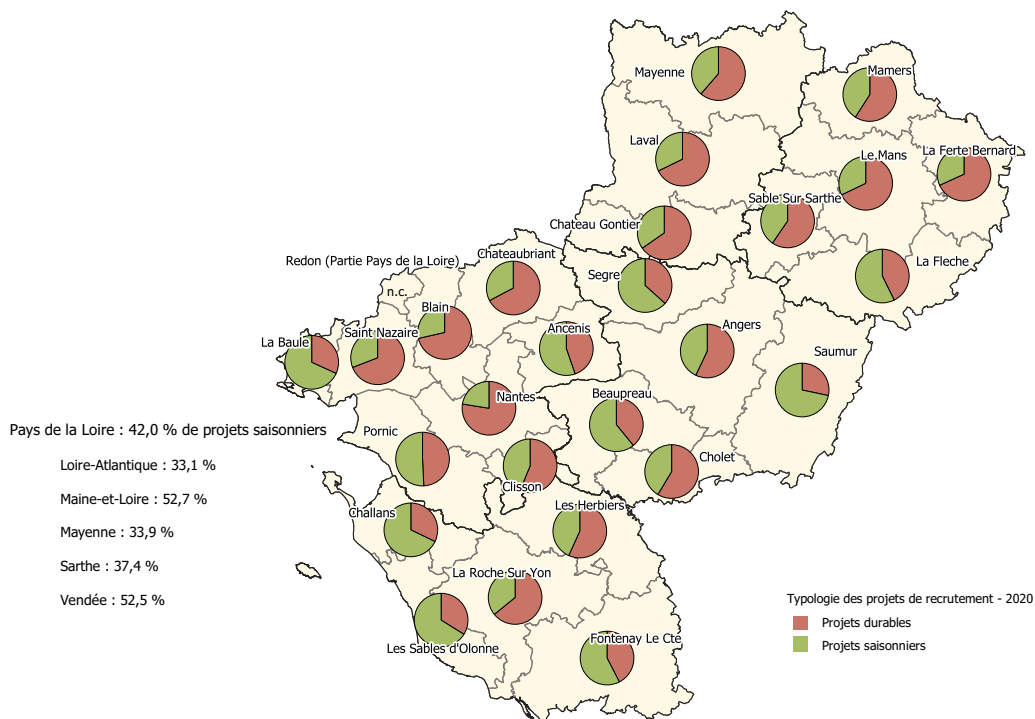 Mayenne
Mamers
Laval
Le Mans
La Ferte Bernard
Sable Sur Sarthe
Chateau Gontier
Chateaubriant
Redon (Partie Pays de la Loire)
La Fleche
Segre
n.c.
Blain
Angers
Ancenis
Saint Nazaire
La Baule
Saumur
Beaupreau
Nantes
Pays de la Loire : 42,0 % de projets saisonniers
Pornic
Cholet
Loire-Atlantique : 33,1 %
Clisson
Maine-et-Loire : 52,7 %
Les Herbiers
Challans
Mayenne : 33,9 %
Sarthe : 37,4 %
La Roche Sur Yon
Vendée : 52,5 %
Typologie des projets de recrutement - 2020
Projets durables
Fontenay Le Cte
Projets saisonniers
Les Sables d'Olonne